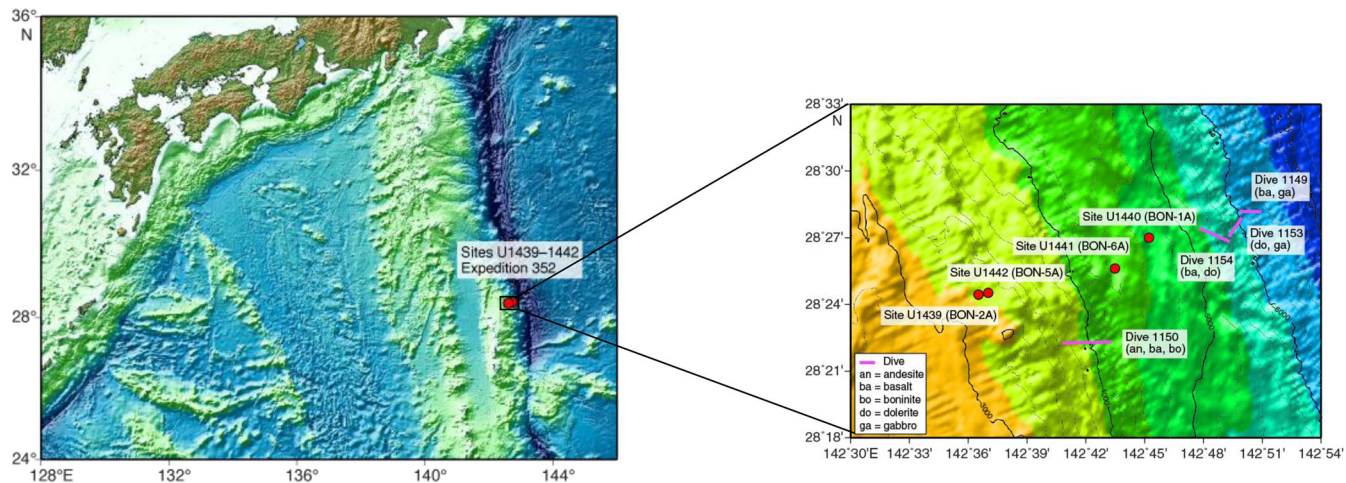 36°
N
32°
28°
24°
128°E
132°
136°
140°
144°
Sites U1439–1442
Expedition 352
28˚33'
N
28˚30'
28˚27'
28˚24'
28˚21'
28˚18'
142˚30'E
142˚33'
142˚36'
142˚39'
142˚42'
142˚45'
142˚48'
142˚51'
142˚54'
Dive 1149
(ba, ga)
Site U1440 (BON-1A)
Dive 1153
(do, ga)
Site U1441 (BON-6A)
Dive 1154
(ba, do)
Site U1442 (BON-5A)
Site U1439 (BON-2A)
Dive 1150
(an, ba, bo)
Dive
an = andesite
ba = basalt
bo = boninite
do = dolerite
ga = gabbro
-3000